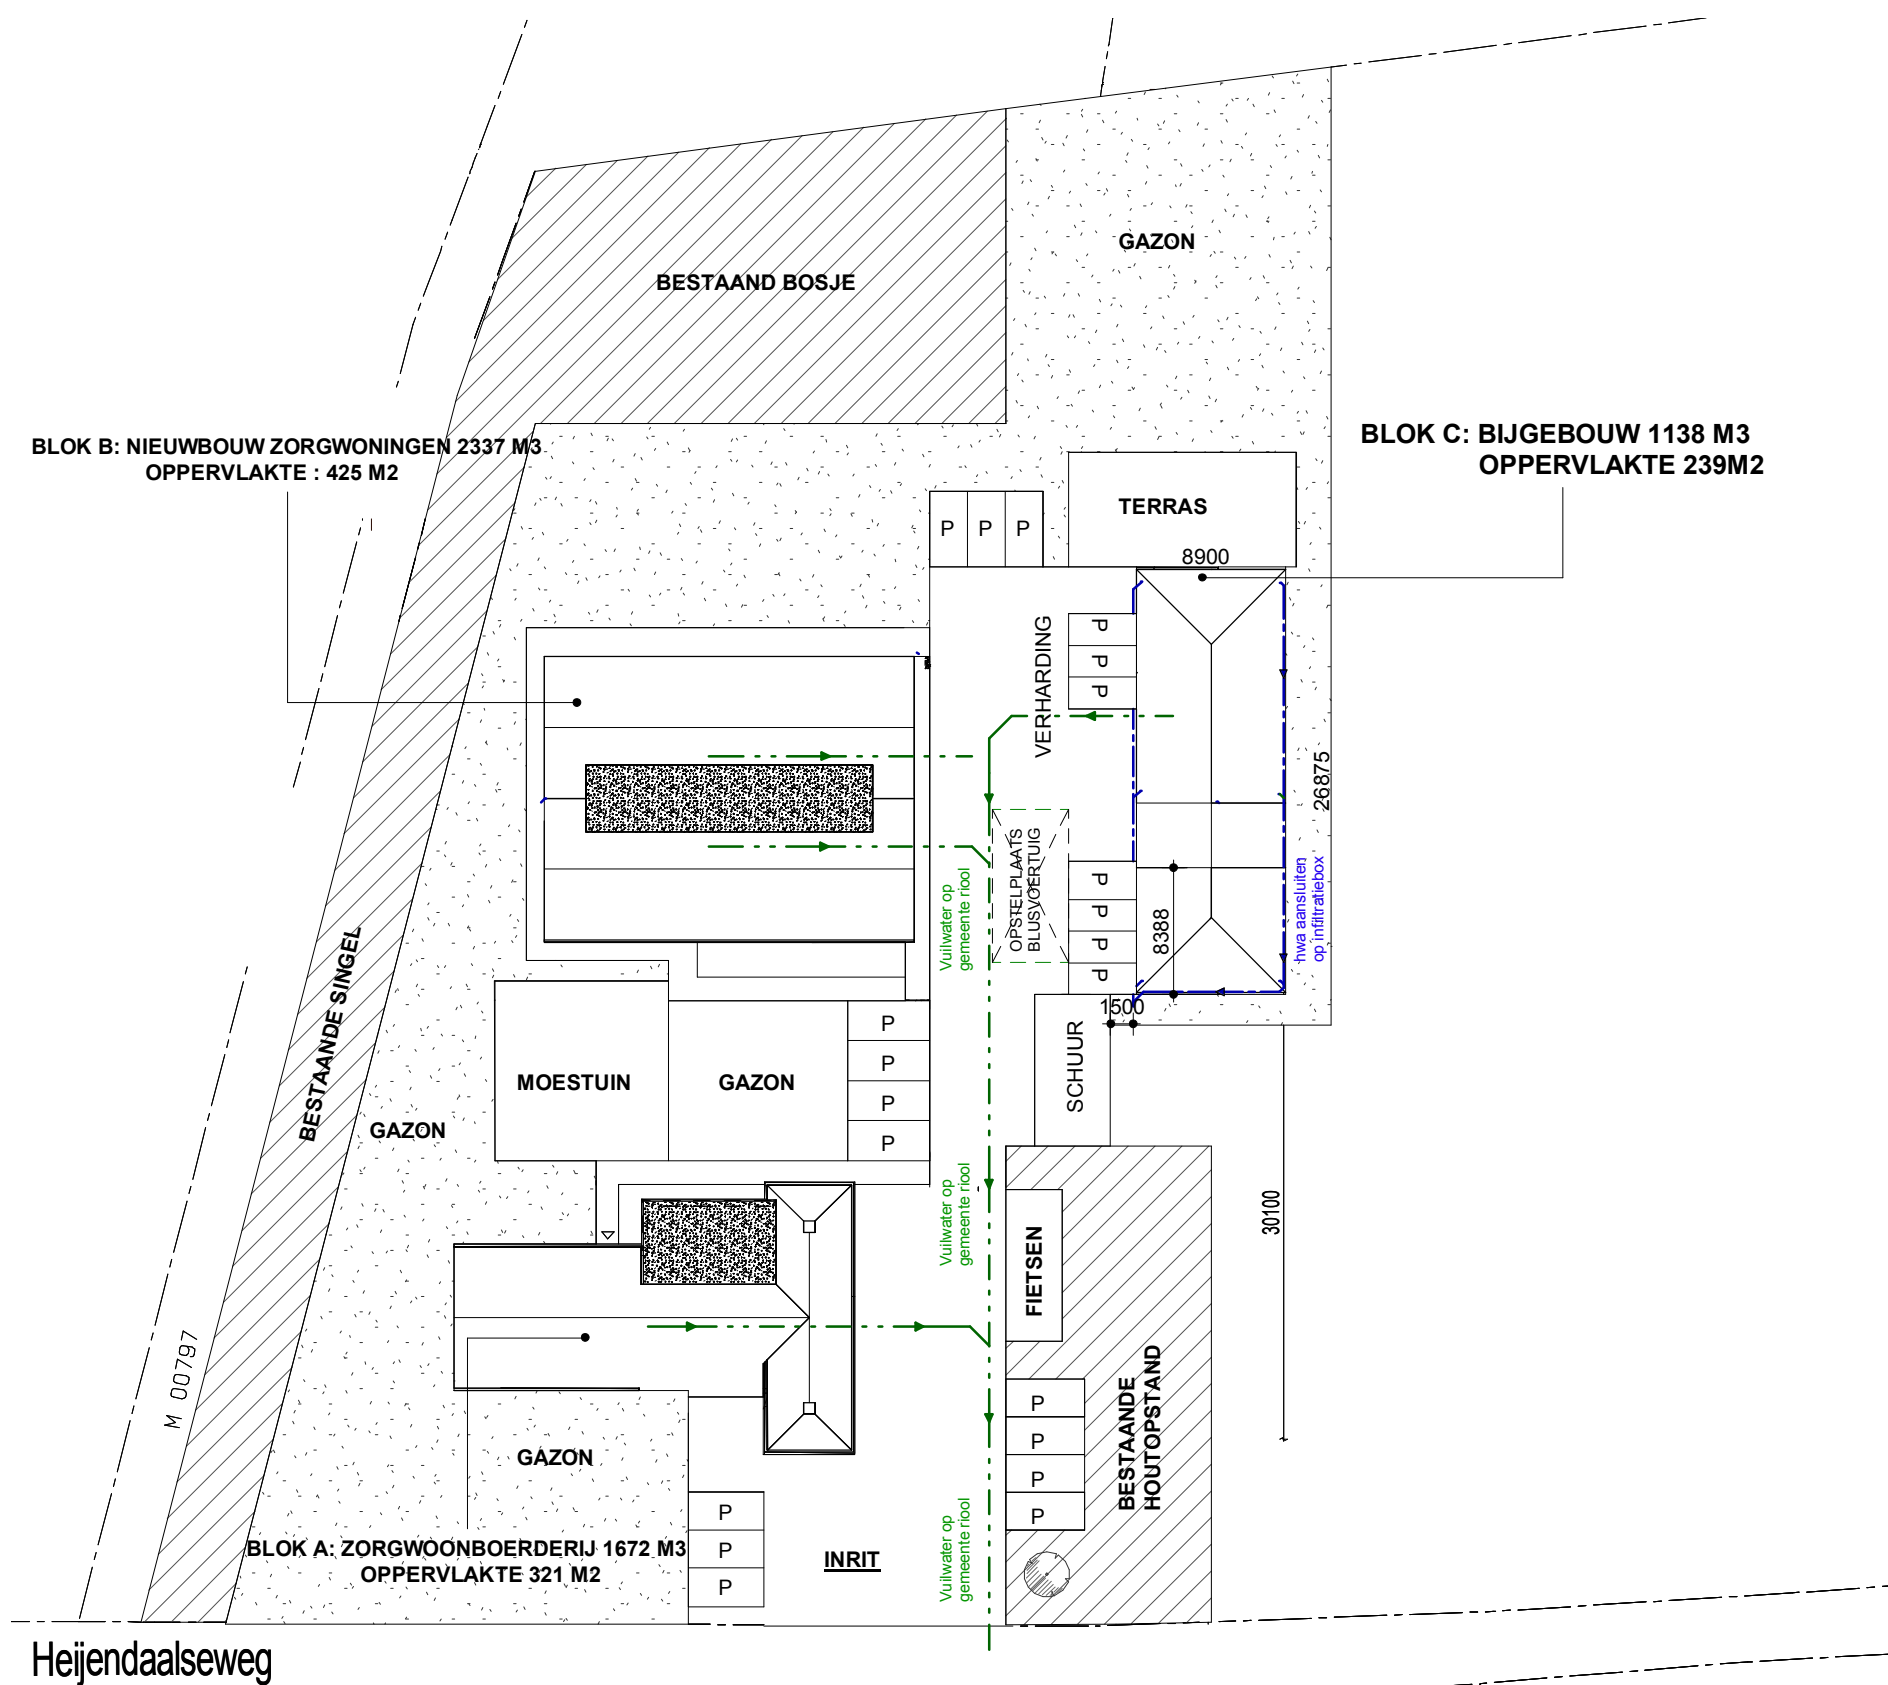 GAZON
BESTAAND BOSJE
BLOK B: NIEUWBOUW ZORGWONINGEN 2337 M3
OPPERVLAKTE : 425 M2
BLOK C: BIJGEBOUW 1138 M3
OPPERVLAKTE 239M2
TERRAS
P P P
8900
VERHARDING
P
P
P
26875
OPSTELPLAATS
BLUSVOERTUIG
P
P
P
P
8388
hwa aansluiten
op infiltratiebox
Vuilwater op
gemeente riool
BESTAANDE SINGEL
1500
SCHUUR
MOESTUIN
GAZON
P
P
P
P
GAZON
Vuilwater op
gemeente riool
30100
FIETSEN
M 00797
BESTAANDE
HOUTOPSTAND
P
P
P
P
GAZON
P
P
P
BLOK A: ZORGWOONBOERDERIJ 1672 M3
OPPERVLAKTE 321 M2
INRIT
Vuilwater op
gemeente riool
Heijendaalseweg